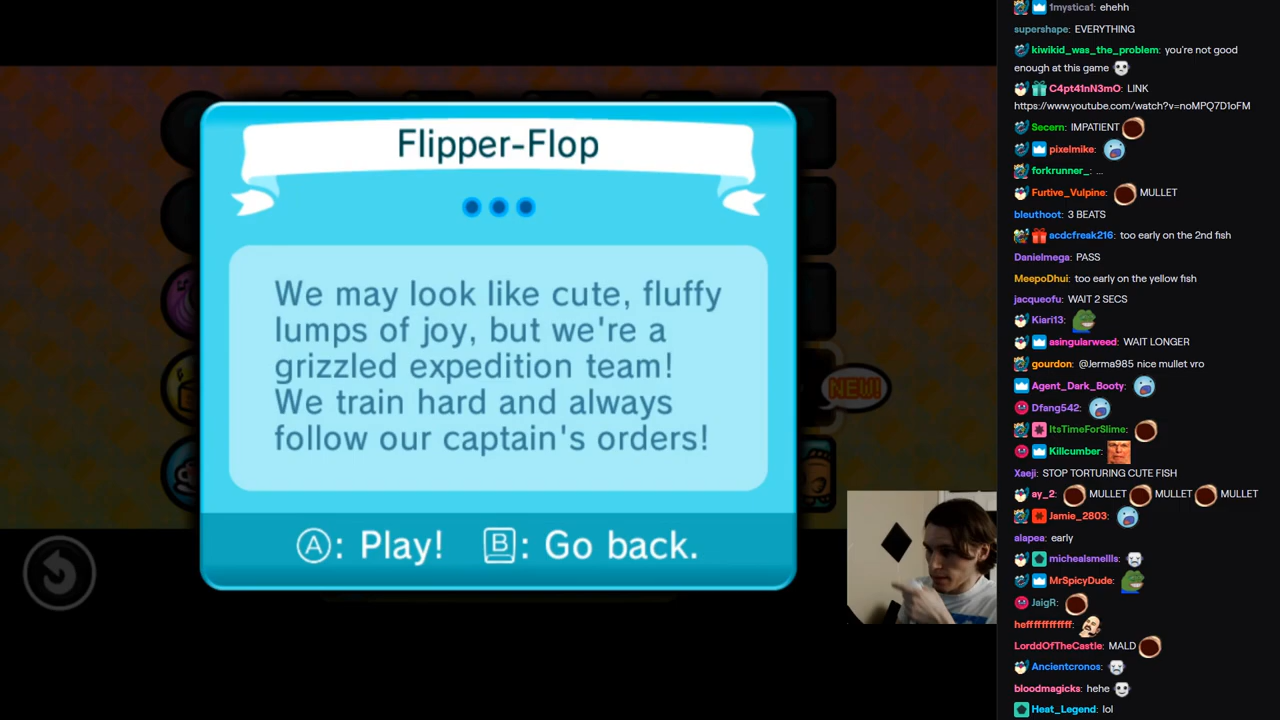 Flipper-Flop
We may look like cute, fluffy
lumps of joy, but we're a
grizzled expedition team!
We train hard and always
follow our captain's orders!
NEW!
A: Play! B: Go back.
1mystica1: ehehh
supershape: EVERYTHING
kiwikid_was_the_problem: you're not good
enough at this game
C4pt41nN3mO: LINK
https://www.youtube.com/watch?v=noMPQ7D1oFM
Secern: IMPATIENT
pixelmike:
forkrunner_: ...
Furtive_Vulpine: MULLET
bleuthoot: 3 BEATS
acdcfreak216: too early on the 2nd fish
Danielmega: PASS
MeepoDhui: too early on the yellow fish
jacqueofu: WAIT 2 SECS
Kiari13:
asingularweed: WAIT LONGER
gourdon: @Jerma985 nice mullet vro
Agent_Dark_Booty:
Dfang542:
ItsTimeForSlime:
Killcumber:
Xaeji: STOP TORTURING CUTE FISH
ay_2: MULLET MULLET MULLET
Jamie_2803:
alapea: early
michealsmellls:
MrSpicyDude:
JaigR:
hefffffffffff:
LorddOfTheCastle: MALD
Ancientcronos:
bloodmagicks: hehe
Heat_Legend: lol